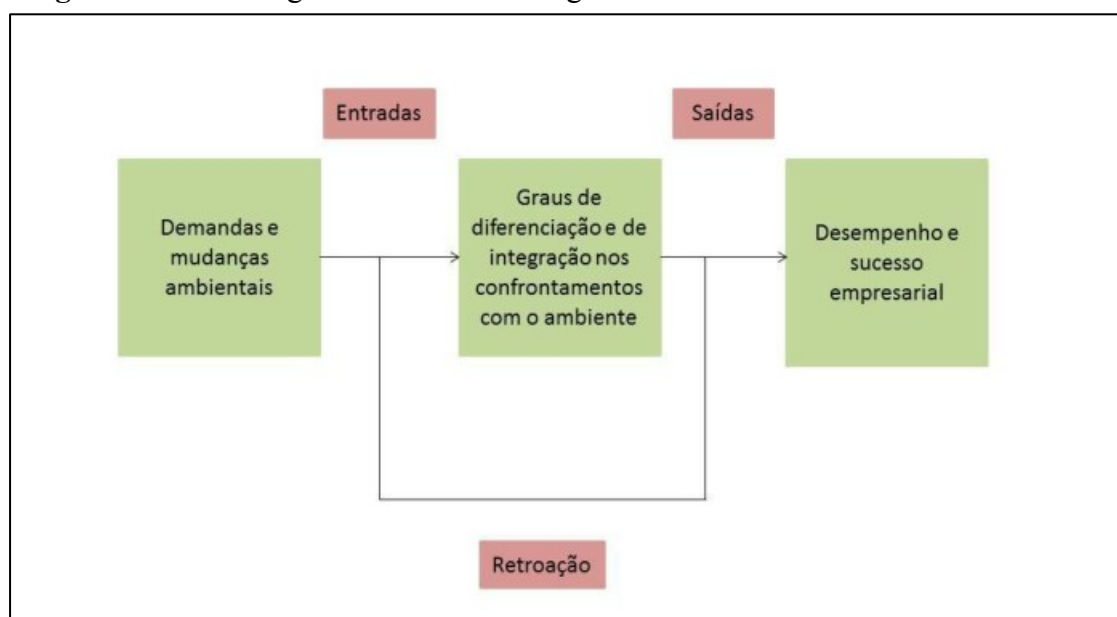 Entradas
Saídas
Demandas e
mudanças
ambientais
Graus de
diferenciação e de
integração nos
confrontamentos
com o ambiente
Desempenho e
sucesso
empresarial
Retroação